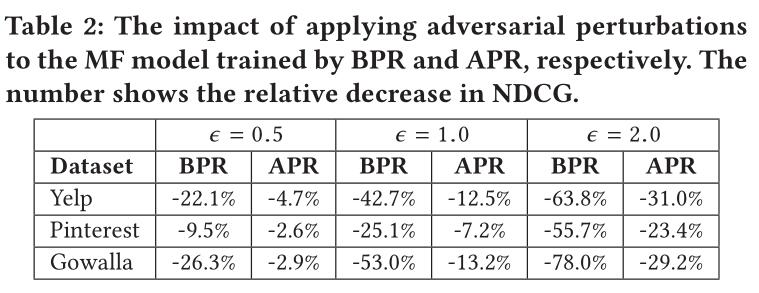 Table 2: The impact of applying adversarial perturbations
to the MF model trained by BPR and APR, respectively. The
number shows the relative decrease in NDCG.
ϵ = 0.5 ϵ = 1.0 ϵ = 2.0
Dataset BPR APR BPR APR BPR APR
Yelp -22.1% -4.7% -42.7% -12.5% -63.8% -31.0%
Pinterest -9.5% -2.6% -25.1% -7.2% -55.7% -23.4%
Gowalla -26.3% -2.9% -53.0% -13.2% -78.0% -29.2%